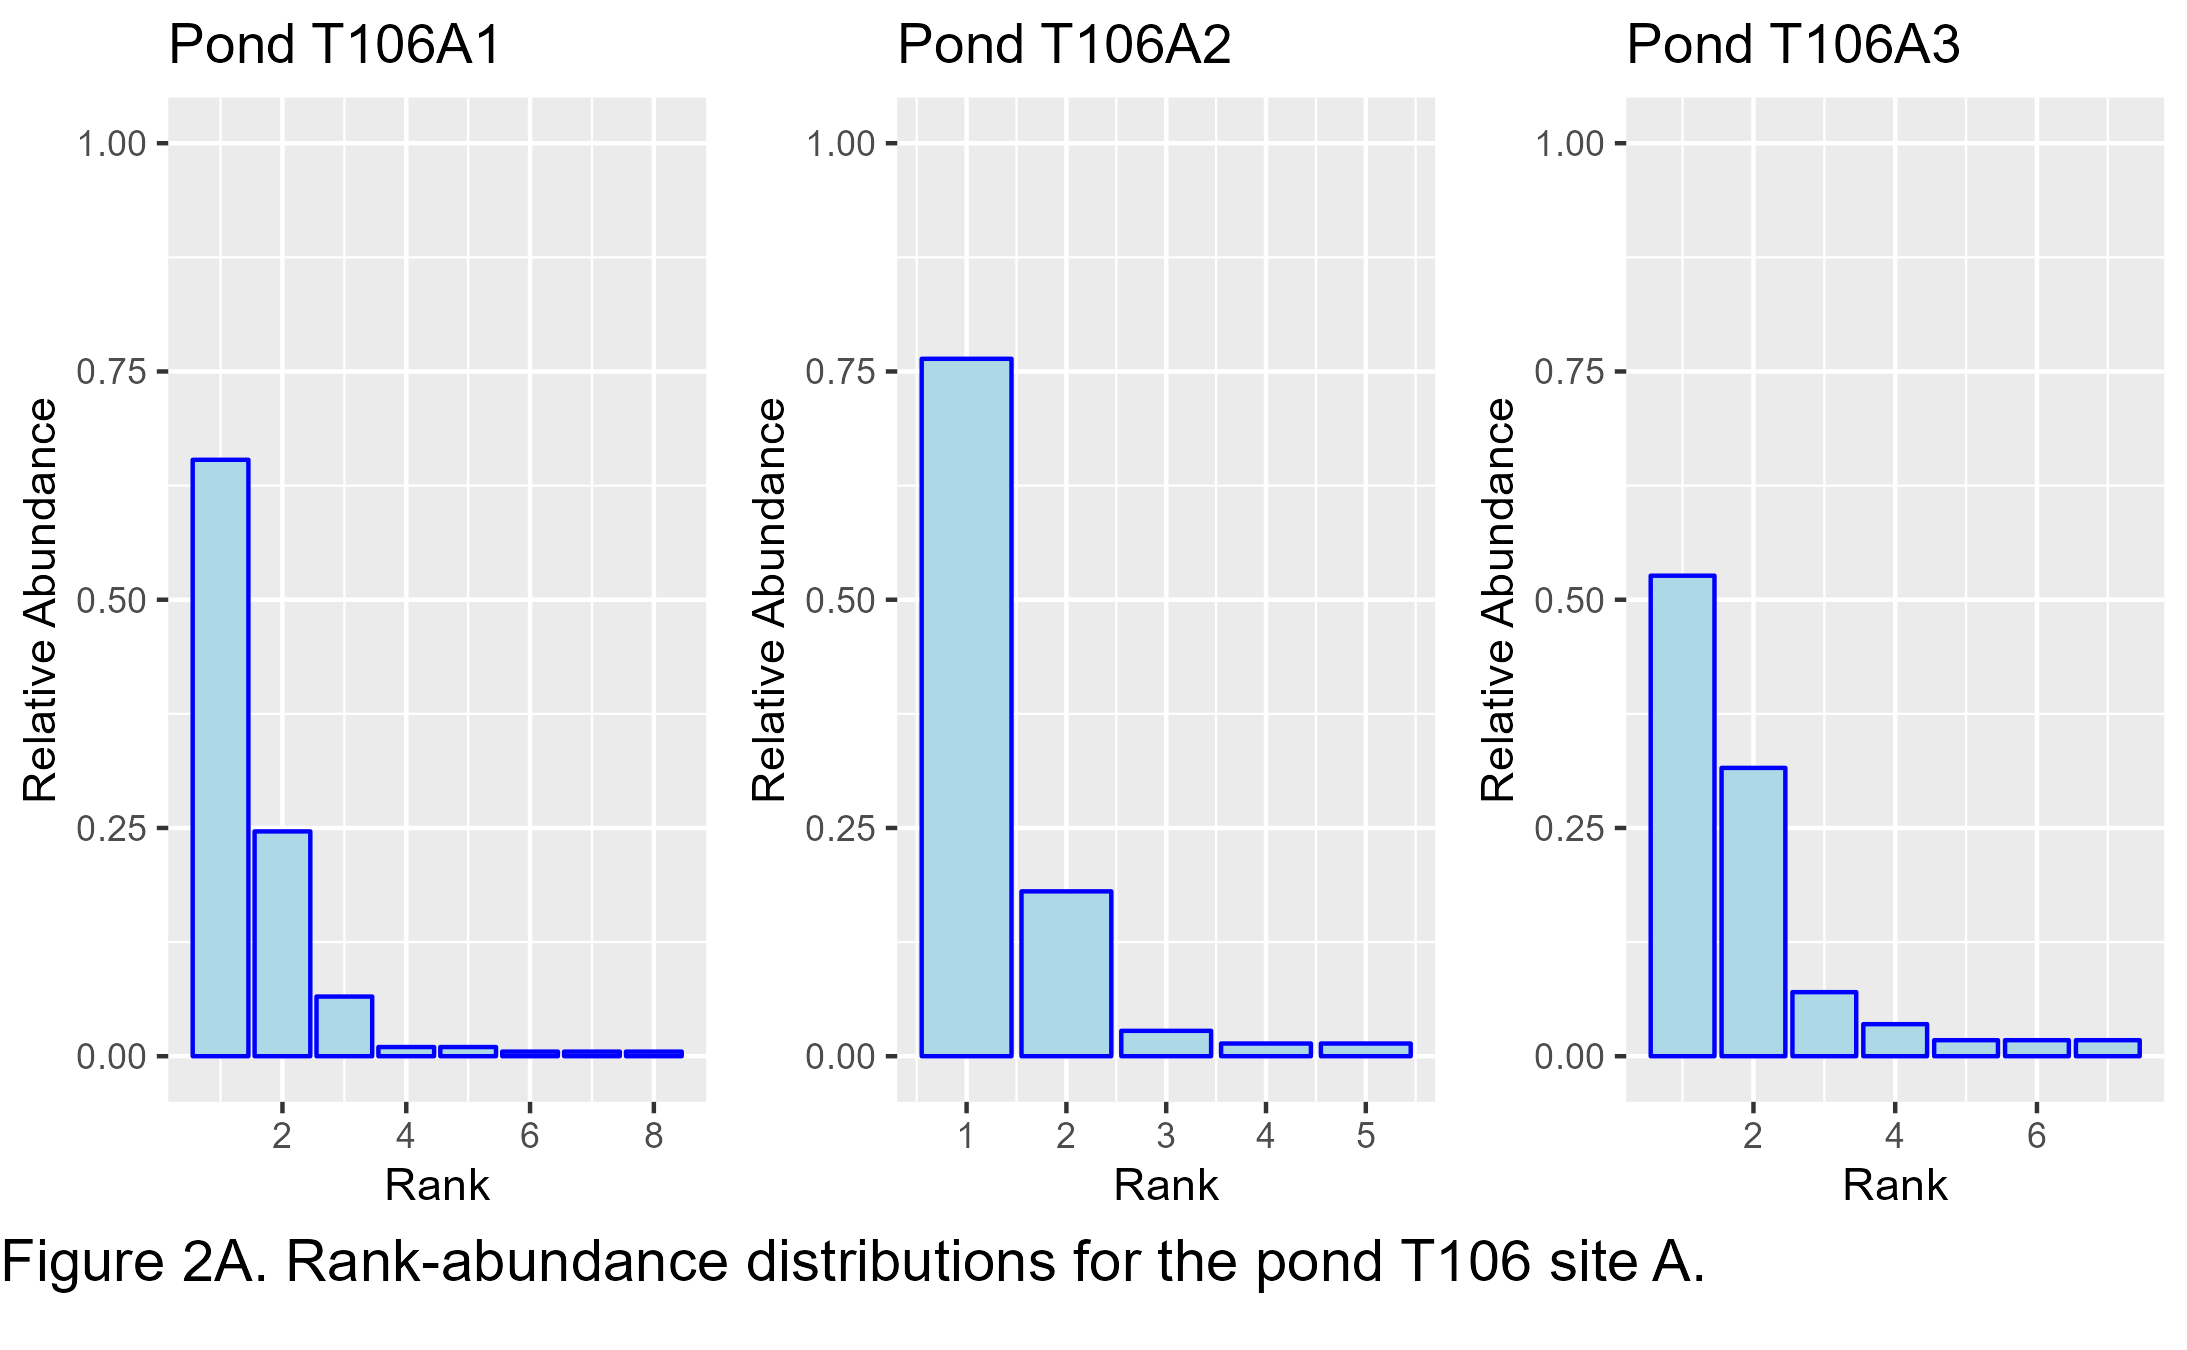 Pond T106A1
Pond T106A2
Pond T106A3
Relative Abundance
1.00
0.75
0.50
0.25
0.00
2 4 6 8
Rank
Relative Abundance
1.00
0.75
0.50
0.25
0.00
1 2 3 4 5
Rank
Relative Abundance
1.00
0.75
0.50
0.25
0.00
2 4 6
Rank
Figure 2A. Rank-abundance distributions for the pond T106 site A.